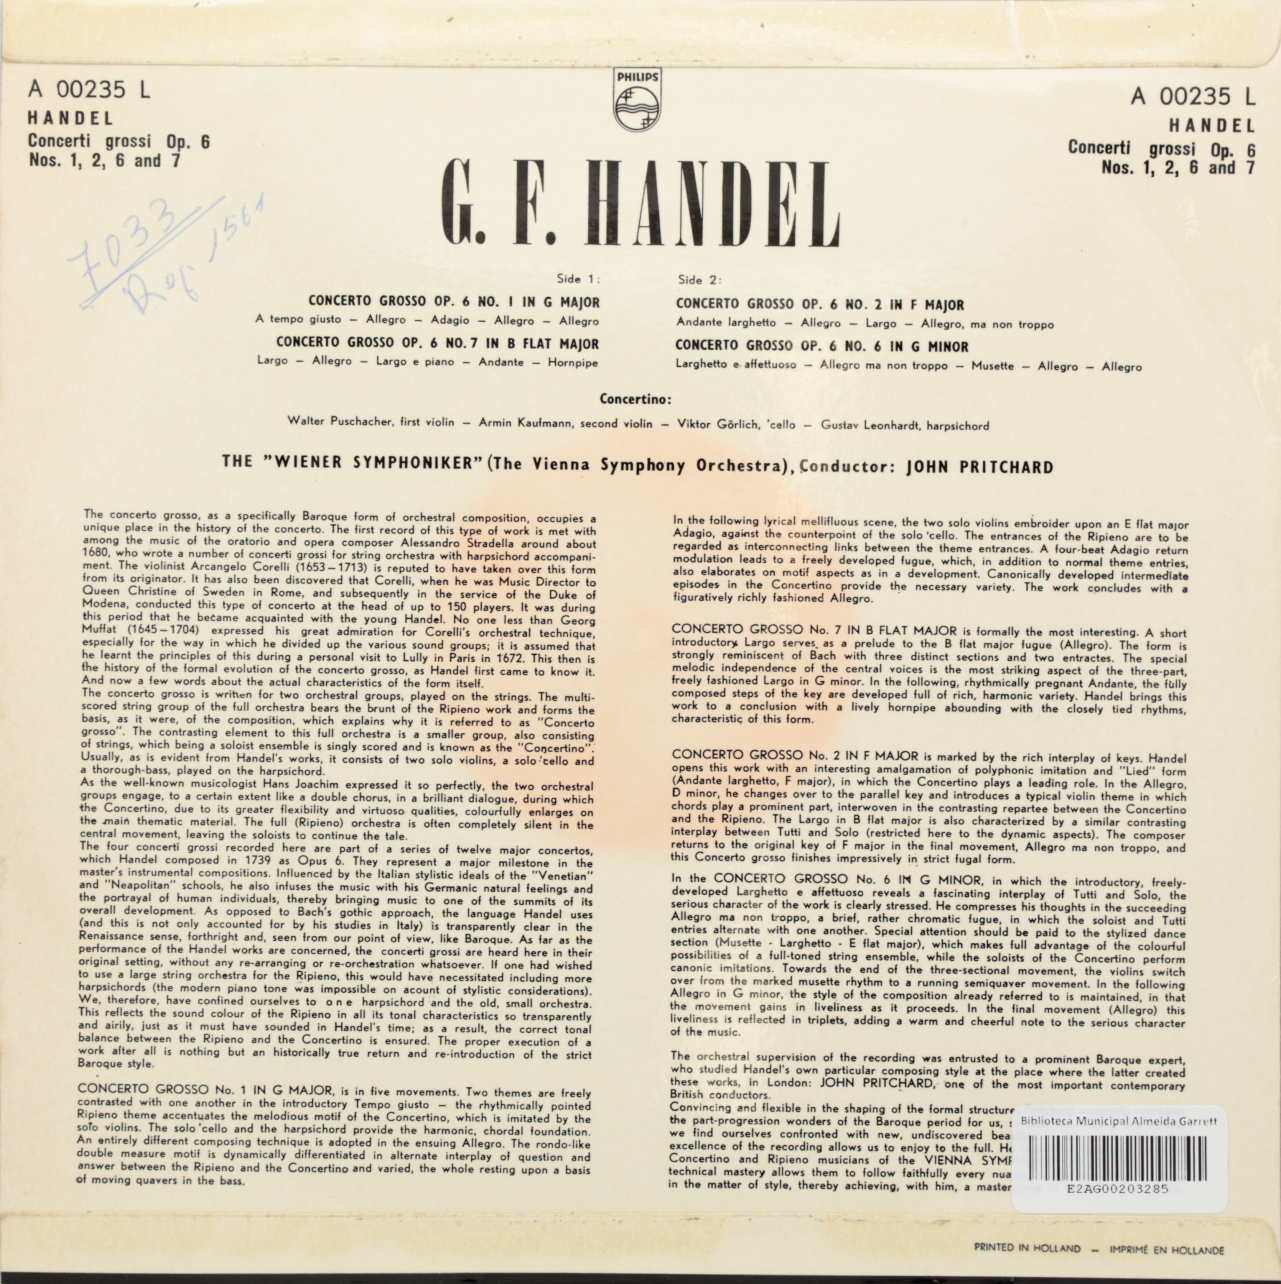 A 00235 L
HANDEL
Concerti grossi Op. 6
Nos. 1, 2, 6 and 7
PHILIPS
A 00235 L
HANDEL
Concerti grossi Op. 6
Nos. 1, 2, 6 and 7
7033
G. F. HANDEL
Side 1:
CONCERTO GROSSO OP. 6 NO. 1 IN G MAJOR
A tempo giusto – Allegro – Adagio – Allegro – Allegro
CONCERTO GROSSO OP. 6 NO. 7 IN B FLAT MAJOR
Largo – Allegro – Largo e piano – Andante – Hornpipe
Side 2:
CONCERTO GROSSO OP. 6 NO. 2 IN F MAJOR
Andante larghetto – Allegro – Largo – Allegro, ma non troppo
CONCERTO GROSSO OP. 6 NO. 6 IN G MINOR
Larghetto e affettuoso – Allegro ma non troppo – Musette – Allegro – Allegro
Concertino:
Walter Puschacher, first violin – Armin Kaufmann, second violin – Viktor Görlich, 'cello – Gustav Leonhardt, harpsichord
THE "WIENER SYMPHONIKER" (The Vienna Symphony Orchestra), Conductor: JOHN PRITCHARD
The concerto grosso, as a specifically Baroque form of orchestral composition, occupies a
unique place in the history of the concerto. The first record of this type of work is met with
among the music of the oratorio and opera composer Alessandro Stradella around about
1680, who wrote a number of concerti grossi for string orchestra with harpsichord accompani-
ment. The violinist Arcangelo Corelli (1653–1713) is reputed to have taken over this form
from its originator. It has also been discovered that Corelli, when he was Music Director to
Queen Christine of Sweden in Rome, and subsequently in the service of the Duke of
Modena, conducted this type of concerto at the head of up to 150 players. It was during
this period that he became acquainted with the young Handel. No one less than Georg
Muffat (1645–1704) expressed his great admiration for Corelli's orchestral technique,
especially for the way in which he divided up the various sound groups; it is assumed that
he learnt the principles of this during a personal visit to Lully in Paris in 1672. This then is
the history of the formal evolution of the concerto grosso, as Handel first came to know it.
And now a few words about the actual characteristics of the form itself.
The concerto grosso is written for two orchestral groups, played on the strings. The multi-
scored string group of the full orchestra bears the brunt of the Ripieno work and forms the
basis, as it were, of the composition, which explains why it is referred to as "Concerto
grosso". The contrasting element to this full orchestra is a smaller group, also consisting
of strings, which being a soloist ensemble is singly scored and is known as the "Concertino".
Usually, as is evident from Handel's works, it consists of two solo violins, a solo 'cello and
a thorough-bass, played on the harpsichord.
As the well-known musicologist Hans Joachim expressed it so perfectly, the two orchestral
groups engage, to a certain extent like a double chorus, in a brilliant dialogue, during which
the Concertino, due to its greater flexibility and virtuoso qualities, colourfully enlarges on
the main thematic material. The full (Ripieno) orchestra is often completely silent in the
central movement, leaving the soloists to continue the tale.
The four concerti grossi recorded here are part of a series of twelve major concertos,
which Handel composed in 1739 as Opus 6. They represent a major milestone in the
master's instrumental compositions. Influenced by the Italian stylistic ideals of the "Venetian"
and "Neapolitan" schools, he also infuses the music with his Germanic natural feelings and
the portrayal of human individuals, thereby bringing music to one of the summits of its
overall development. As opposed to Bach's gothic approach, the language Handel uses
(and this is not only accounted for by his studies in Italy) is transparently clear in the
Renaissance sense, forthright and, seen from our point of view, like Baroque. As far as the
performance of the Handel works are concerned, the concerti grossi are heard here in their
original setting, without any re-arranging or re-orchestration whatsoever. If one had wished
to use a large string orchestra for the Ripieno, this would have necessitated including more
harpsichords (the modern piano tone was impossible on acount of stylistic considerations).
We, therefore, have confined ourselves to one harpsichord and the old, small orchestra.
This reflects the sound colour of the Ripieno in all its tonal characteristics so transparently
and airily, just as it must have sounded in Handel's time; as a result, the correct tonal
balance between the Ripieno and the Concertino is ensured. The proper execution of a
work after all is nothing but an historically true return and re-introduction of the strict
Baroque style.
CONCERTO GROSSO No. 1 IN G MAJOR, is in five movements. Two themes are freely
contrasted with one another in the introductory Tempo giusto – the rhythmically pointed
Ripieno theme accentuates the melodious motif of the Concertino, which is imitated by the
solo violins. The solo 'cello and the harpsichord provide the harmonic, chordal foundation.
An entirely different composing technique is adopted in the ensuing Allegro. The rondo-like
double measure motif is dynamically differentiated in alternate interplay of question and
answer between the Ripieno and the Concertino and varied, the whole resting upon a basis
of moving quavers in the bass.
In the following lyrical mellifluous scene, the two solo violins embroider upon an E flat major
Adagio, against the counterpoint of the solo 'cello. The entrances of the Ripieno are to be
regarded as interconnecting links between the theme entrances. A four-beat Adagio return
modulation leads to a freely developed fugue, which, in addition to normal theme entries,
also elaborates on motif aspects as in a development. Canonically developed intermediate
episodes in the Concertino provide the necessary variety. The work concludes with a
figuratively richly fashioned Allegro.
CONCERTO GROSSO No. 7 IN B FLAT MAJOR is formally the most interesting. A short
introductory Largo serves as a prelude to the B flat major fugue (Allegro). The form is
strongly reminiscent of Bach with three distinct sections and two entractes. The special
melodic independence of the central voices is the most striking aspect of the three-part,
freely fashioned Largo in G minor. In the following, rhythmically pregnant Andante, the fully
composed steps of the key are developed full of rich, harmonic variety. Handel brings this
work to a conclusion with a lively hornpipe abounding with the closely tied rhythms,
characteristic of this form.
CONCERTO GROSSO No. 2 IN F MAJOR is marked by the rich interplay of keys. Handel
opens this work with an interesting amalgamation of polyphonic imitation and "Lied" form
(Andante larghetto, F major), in which the Concertino plays a leading role. In the Allegro,
D minor, he changes over to the parallel key and introduces a typical violin theme in which
chords play a prominent part, interwoven in the contrasting repartee between the Concertino
and the Ripieno. The Largo in B flat major is also characterized by a similar contrasting
interplay between Tutti and Solo (restricted here to the dynamic aspects). The composer
returns to the original key of F major in the final movement, Allegro ma non troppo, and
this Concerto grosso finishes impressively in strict fugal form.
In the CONCERTO GROSSO No. 6 IN G MINOR, in which the introductory, freely-
developed Larghetto e affettuoso reveals a fascinating interplay of Tutti and Solo, the
serious character of the work is clearly stressed. He compresses his thoughts in the succeeding
Allegro ma non troppo, a brief, rather chromatic fugue, in which the soloist and Tutti
entries alternate with one another. Special attention should be paid to the stylized dance
section (Musette - Larghetto - E flat major), which makes full advantage of the colourful
possibilities of a full-toned string ensemble, while the soloists of the Concertino perform
canonic imitations. Towards the end of the three-sectional movement, the violins switch
over from the marked musette rhythm to a running semiquaver movement. In the following
Allegro in G minor, the style of the composition already referred to is maintained, in that
the movement gains in liveliness as it proceeds. In the final movement (Allegro) this
liveliness is reflected in triplets, adding a warm and cheerful note to the serious character
of the music.
The orchestral supervision of the recording was entrusted to a prominent Baroque expert,
who studied Handel's own particular composing style at the place where the latter created
these works, in London: JOHN PRITCHARD, one of the most important contemporary
British conductors.
Convincing and flexible in the shaping of the formal structure
the part-progression wonders of the Baroque period for us,
we find ourselves confronted with new, undiscovered
excellence of the recording allows us to enjoy to the full.
Concertino and Ripieno musicians of the VIENNA
technical mastery allows them to follow faithfully every
in the matter of style, thereby achieving, with him, a
Biblioteca Municipal Almeida Garrett
E2AG00203285
PRINTED IN HOLLAND – IMPRIMÉ EN HOLLANDE